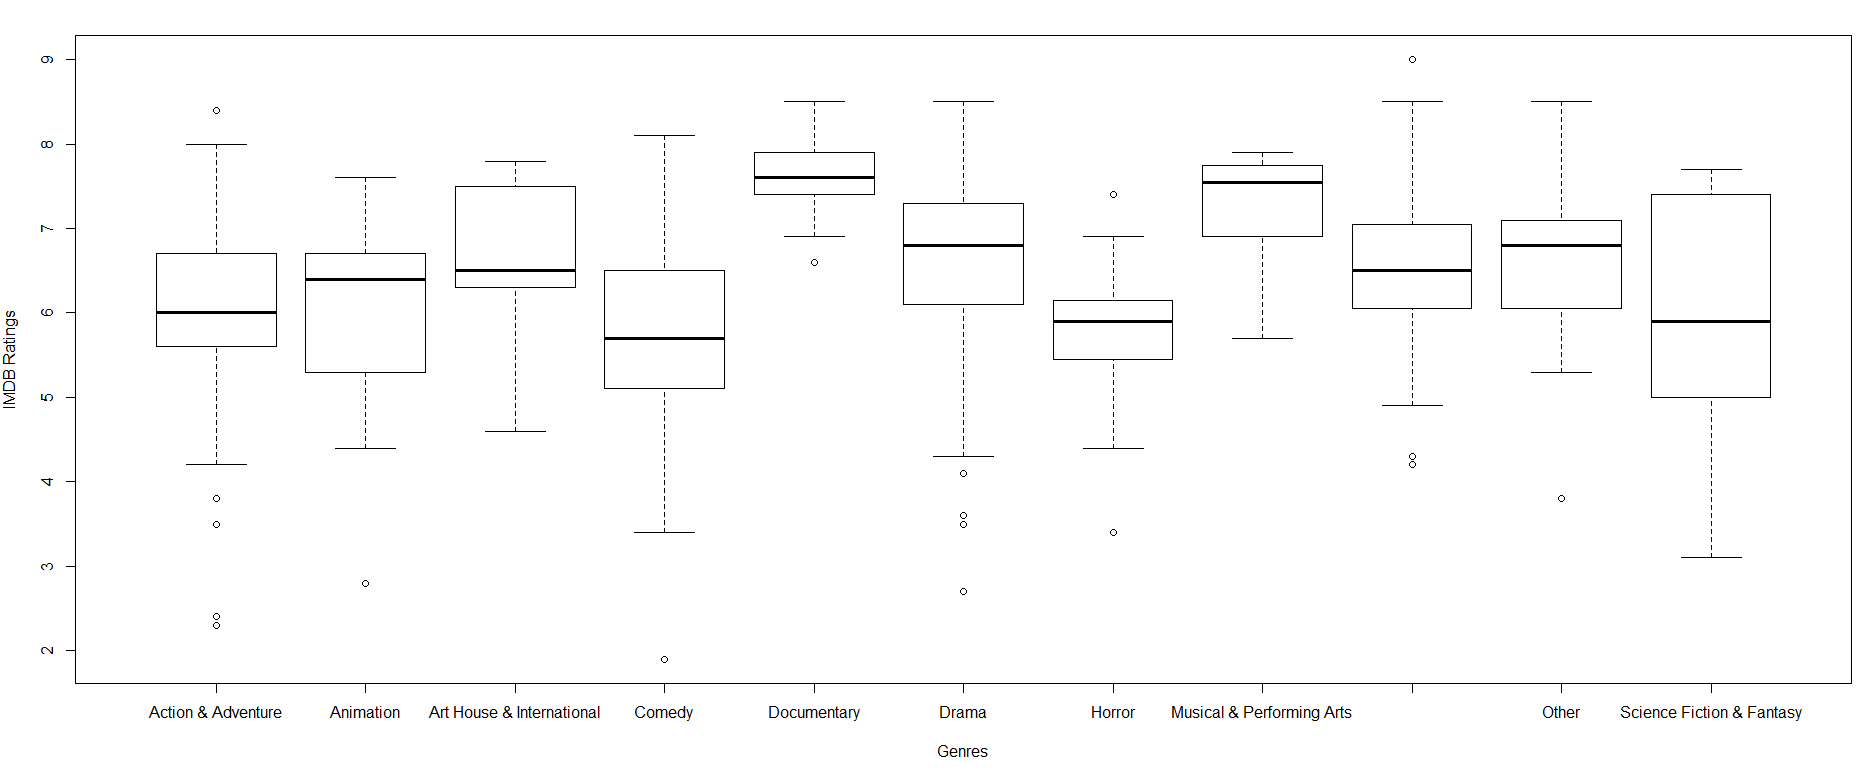 9
8
7
6
5
4
3
2
IMDB Ratings
Action & Adventure Animation Art House & International Comedy Documentary Drama Horror Musical & Performing Arts Other Science Fiction & Fantasy
Genres